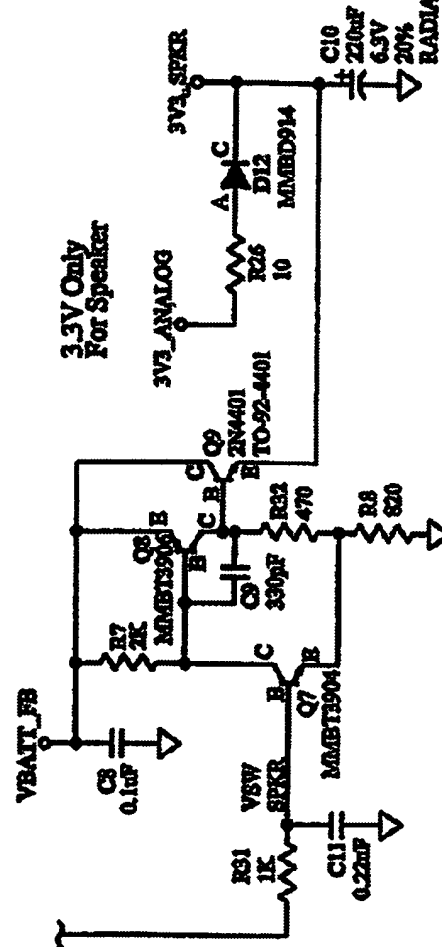 3.3V Only
For Speaker
VBATT_FB
C8
0.1uF
R7
2K
Q8
MMBT3906
E
B
C
C9
330pF
Q9
2N4401
TO-92-4401
C
B
E
R32
470
R8
820
C
B
E
Q7
MMBT3904
VSW
SPKR
R31
1K
C11
0.22uF
3V3_ANALOG
R26
10
A
C
D12
MMBD914
3V3_SPKR
+
C10
220uF
6.3V
20%
RADIA